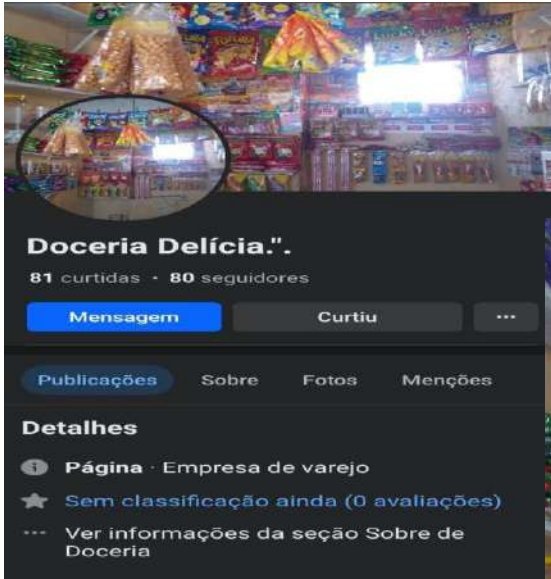 Doceria Delícia.".
81 curtidas • 80 seguidores
Mensagem
Curtiu
...
Publicações
Sobre
Fotos
Menções
Detalhes
Página · Empresa de varejo
Sem classificação ainda (0 avaliações)
Ver informações da seção Sobre de
Doceria